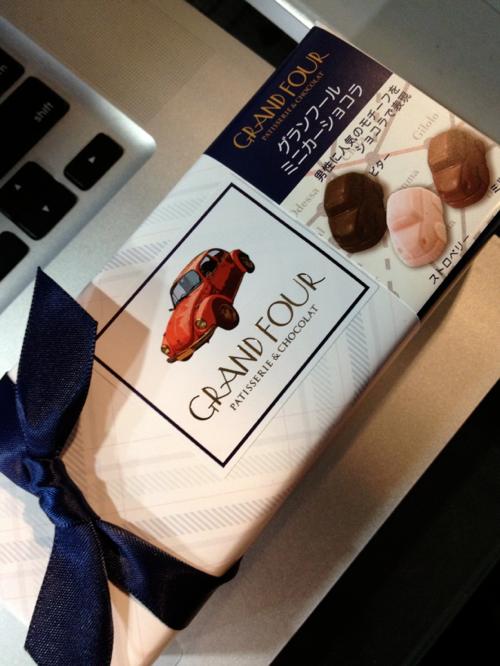 GRAND FOUR
PATISSERIE & CHOCOLAT
グランフール
ミニカーショコラ
男性に人気のモチーフを
ショコラで表現
ビター
ストロベリー
Gilolo
GRAND FOUR
PATISSERIE & CHOCOLAT
shift